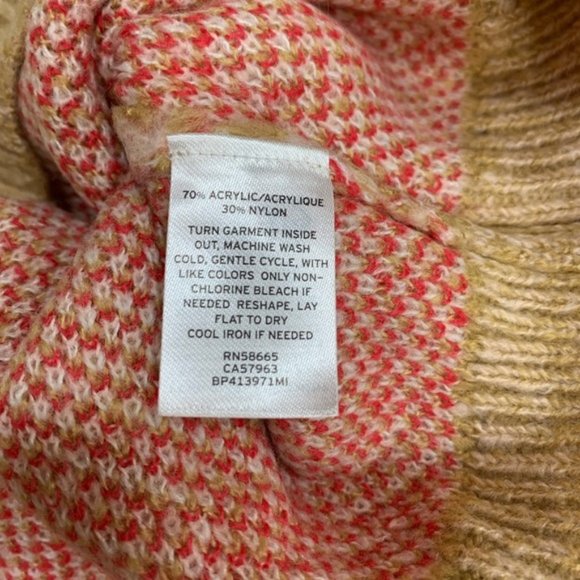 70% ACRYLIC/ACRYLIQUE
30% NYLON
TURN GARMENT INSIDE
OUT, MACHINE WASH
COLD, GENTLE CYCLE, WITH
LIKE COLORS ONLY NON-
CHLORINE BLEACH IF
NEEDED RESHAPE, LAY
FLAT TO DRY
COOL IRON IF NEEDED
RN58665
CA57963
BP413971MI